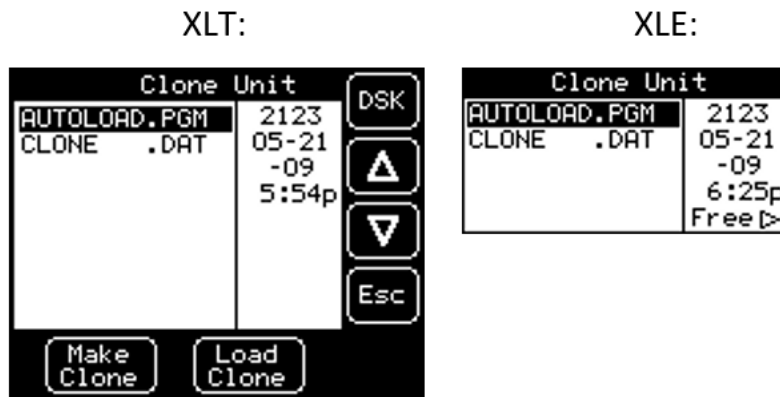 XLT:
Clone Unit
DSK
AUTOLOAD.PGM
CLONE .DAT
2123
05-21
-09
5:54p
Esc
Make
Clone
Load
Clone
XLE:
Clone Unit
AUTOLOAD.PGM
CLONE .DAT
2123
05-21
-09
6:25p
Free